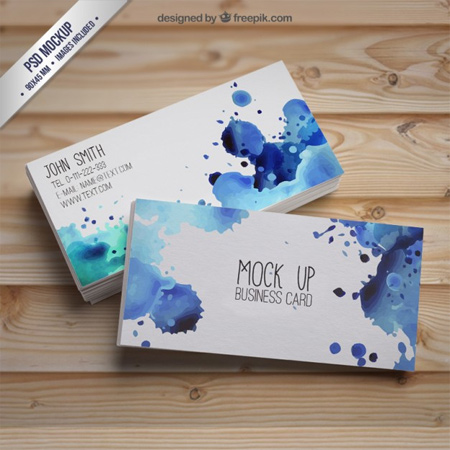 designed by freepik.com
PSD MOCKUP
• 90X45 MM • IMAGES INCLUDED
JOHN SMITH
TEL. 0-111-222-333
E-MAIL. NAME@TEXT.COM
WWW.TEXT.COM
MOCK UP
BUSINESS CARD